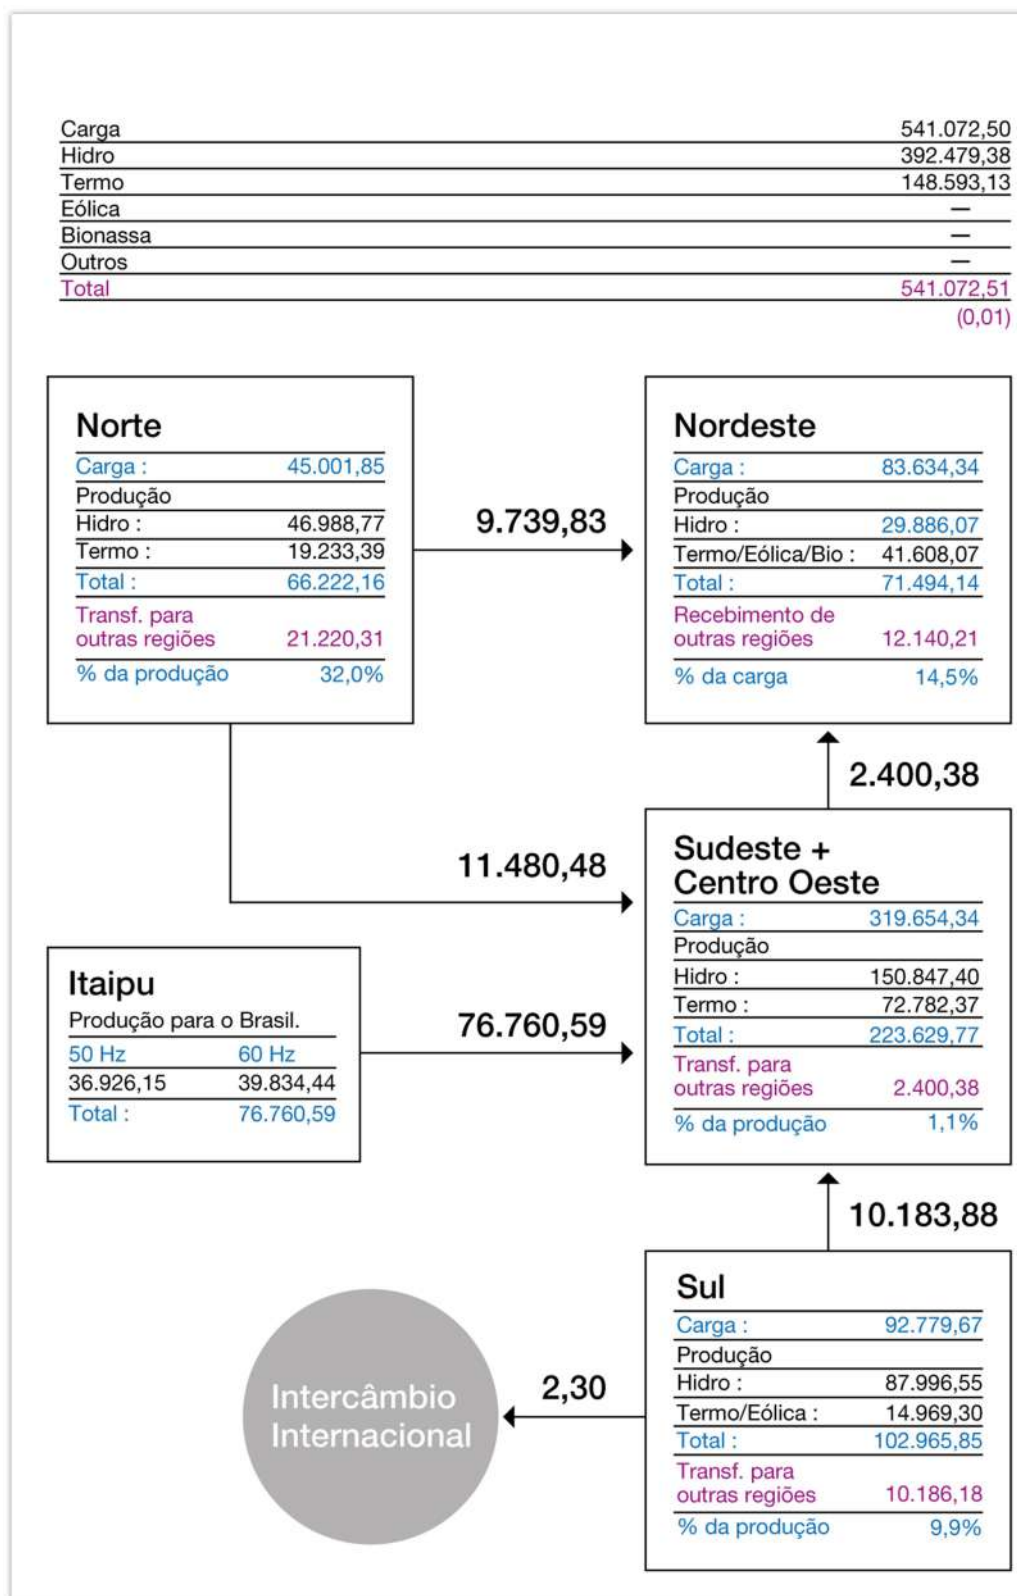 Carga 541.072,50
Hidro 392.479,38
Termo 148.593,13
Eólica —
Bionassa —
Outros —
Total 541.072,51
(0,01)
Norte
Carga : 45.001,85
Produção
Hidro : 46.988,77
Termo : 19.233,39
Total : 66.222,16
Transf. para
outras regiões 21.220,31
% da produção 32,0%
9.739,83
Nordeste
Carga : 83.634,34
Produção
Hidro : 29.886,07
Termo/Eólica/Bio : 41.608,07
Total : 71.494,14
Recebimento de
outras regiões 12.140,21
% da carga 14,5%
2.400,38
11.480,48
Sudeste +
Centro Oeste
Carga : 319.654,34
Produção
Hidro : 150.847,40
Termo : 72.782,37
Total : 223.629,77
Transf. para
outras regiões 2.400,38
% da produção 1,1%
Itaipu
Produção para o Brasil.
50 Hz 60 Hz
36.926,15 39.834,44
Total : 76.760,59
76.760,59
10.183,88
Sul
Carga : 92.779,67
Produção
Hidro : 87.996,55
Termo/Eólica : 14.969,30
Total : 102.965,85
Transf. para
outras regiões 10.186,18
% da produção 9,9%
2,30
Intercâmbio
Internacional